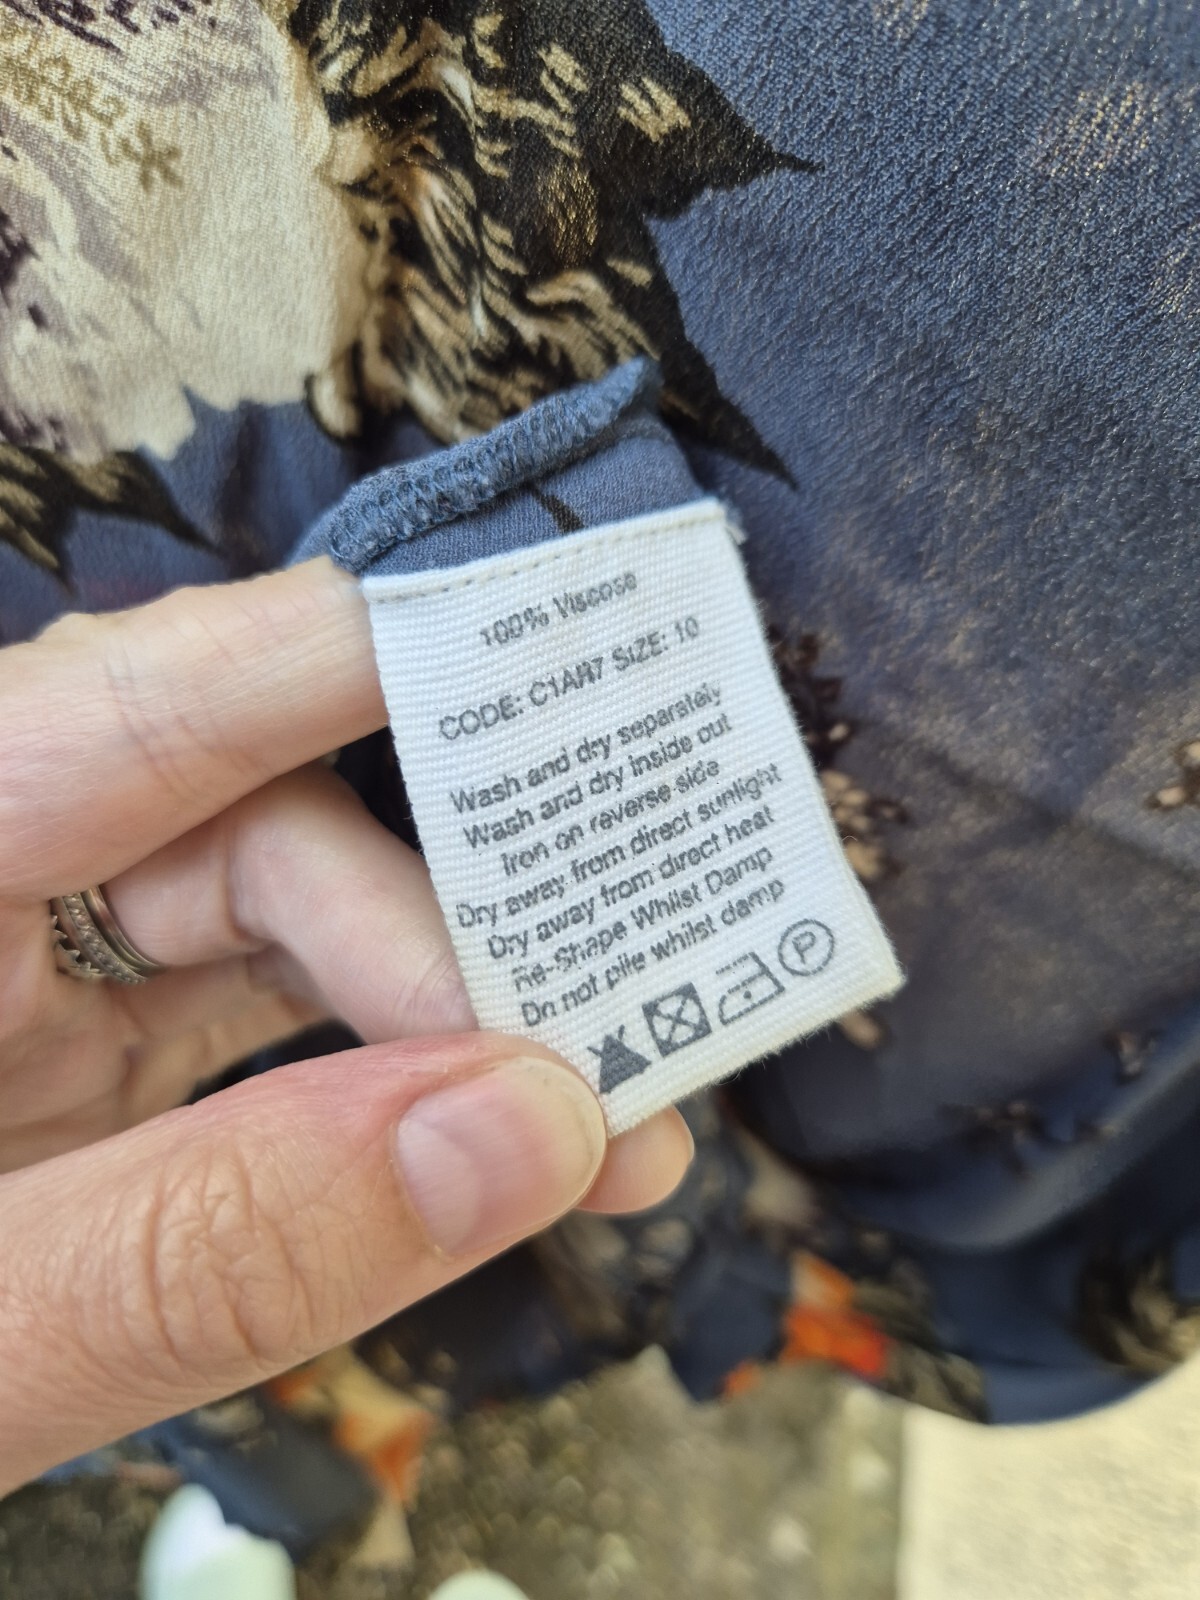 100% Viscose
CODE: C1AR7 SIZE: 10
Wash and dry separately
Wash and dry inside out
Iron on reverse side
Dry away from direct sunlight
Dry away from direct heat
Re-Shape Whilst Damp
Do not pile whilst damp
P